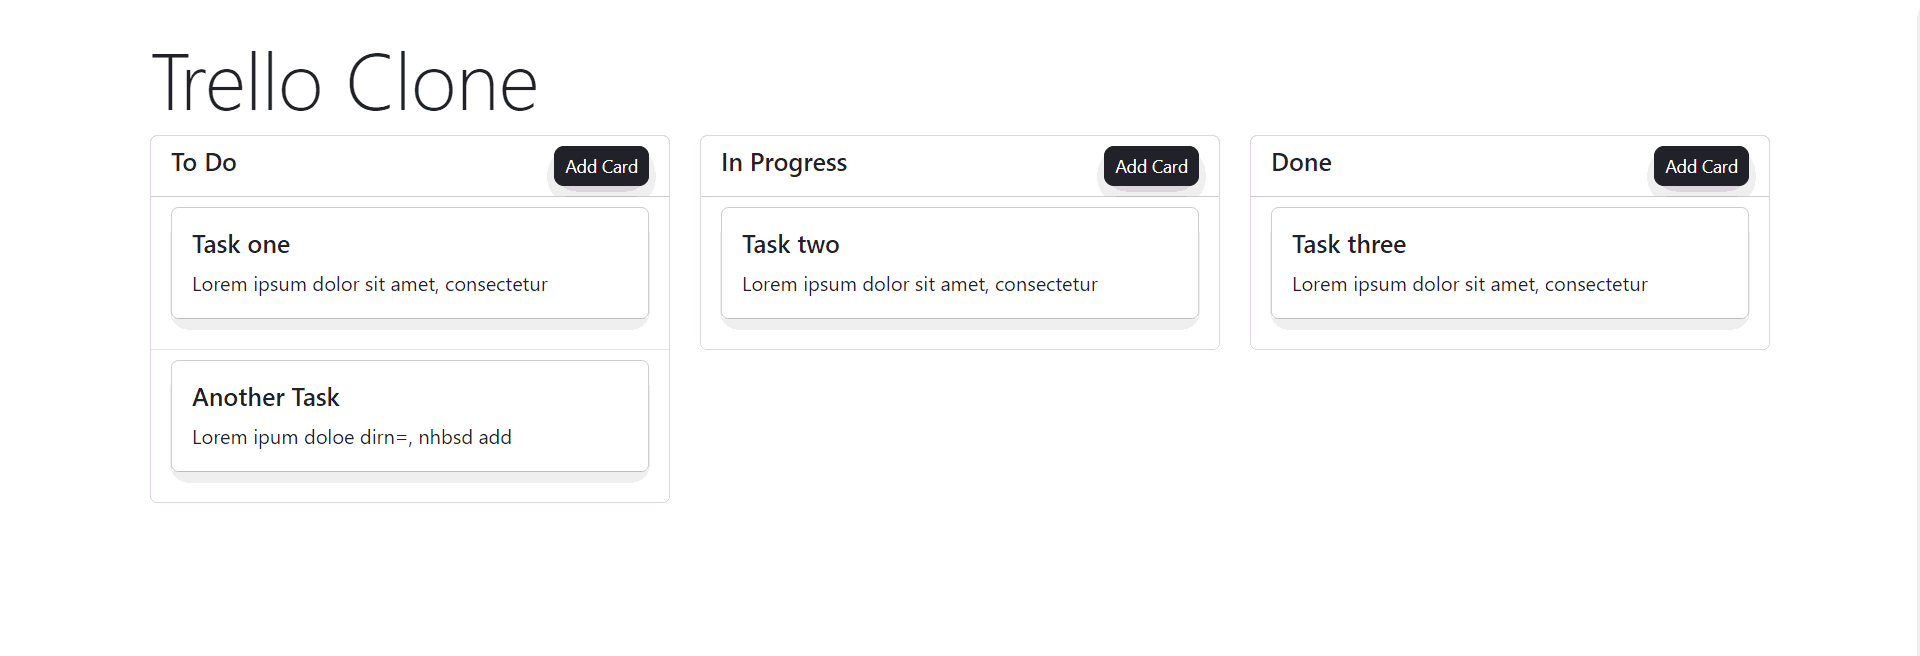 Trello Clone
To Do
Add Card
Task one
Lorem ipsum dolor sit amet, consectetur
Another Task
Lorem ipum doloe dirn=, nhbsd add
In Progress
Add Card
Task two
Lorem ipsum dolor sit amet, consectetur
Done
Add Card
Task three
Lorem ipsum dolor sit amet, consectetur